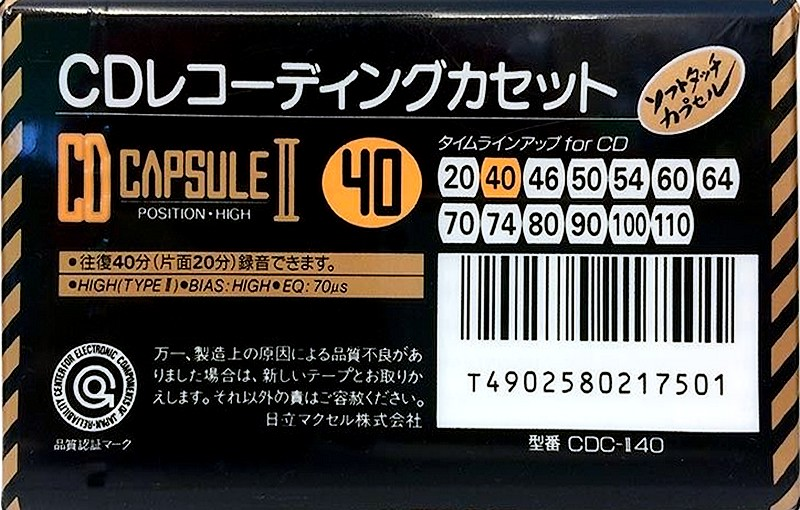 CDレコーディングカセット
ソフトタッチ
カプセル
CD CAPSULE II
POSITION・HIGH
40
タイムラインアップ for CD
20 40 46 50 54 60 64
70 74 80 90 100 110
●往復40分(片面20分)録音できます。
●HIGH(TYPE II)●BIAS: HIGH●EQ: 70μs
RELIABILITY CENTER FOR ELECTRONIC COMPONENTS OF JAPAN
品質認証マーク
万一、製造上の原因による品質不良があ
りました場合は、新しいテープとお取りか
えします。それ以外の責はご容赦ください。
日立マクセル株式会社
T4902580217501
型番 CDC-II40